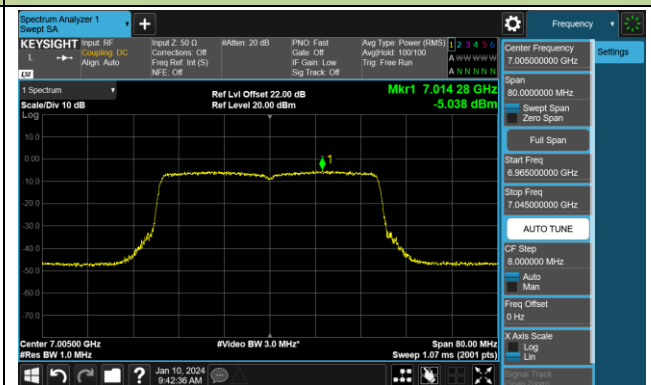 Spectrum Analyzer 1
Swept SA
+
Frequency
KEYSIGHT
L
LXI
Input: RF
Coupling: DC
Align: Auto
Input Z: 50 Ω
Corrections: Off
Freq Ref: Int (S)
NFE: Off
#Atten: 20 dB
PNO: Fast
Gate: Off
IF Gain: Low
Sig Track: Off
Avg Type: Power (RMS)
Avg|Hold: 100/100
Trig: Free Run
1 2 3 4 5 6
A W W W W W
A N N N N N
1 Spectrum
Scale/Div 10 dB
Ref Lvl Offset 22.00 dB
Ref Level 20.00 dBm
Mkr1 7.014 28 GHz
-5.038 dBm
Log
10.0
0.00
-10.0
-20.0
-30.0
-40.0
-50.0
-60.0
-70.0
1
Center 7.00500 GHz
#Res BW 1.0 MHz
#Video BW 3.0 MHz*
Span 80.00 MHz
Sweep 1.07 ms (2001 pts)
Center Frequency
7.005000000 GHz
Settings
Span
80.0000000 MHz
Swept Span
Zero Span
Full Span
Start Freq
6.965000000 GHz
Stop Freq
7.045000000 GHz
AUTO TUNE
CF Step
8.000000 MHz
Auto
Man
Freq Offset
0 Hz
X Axis Scale
Log
Lin
Signal Track
?
Jan 10, 2024
9:42:36 AM